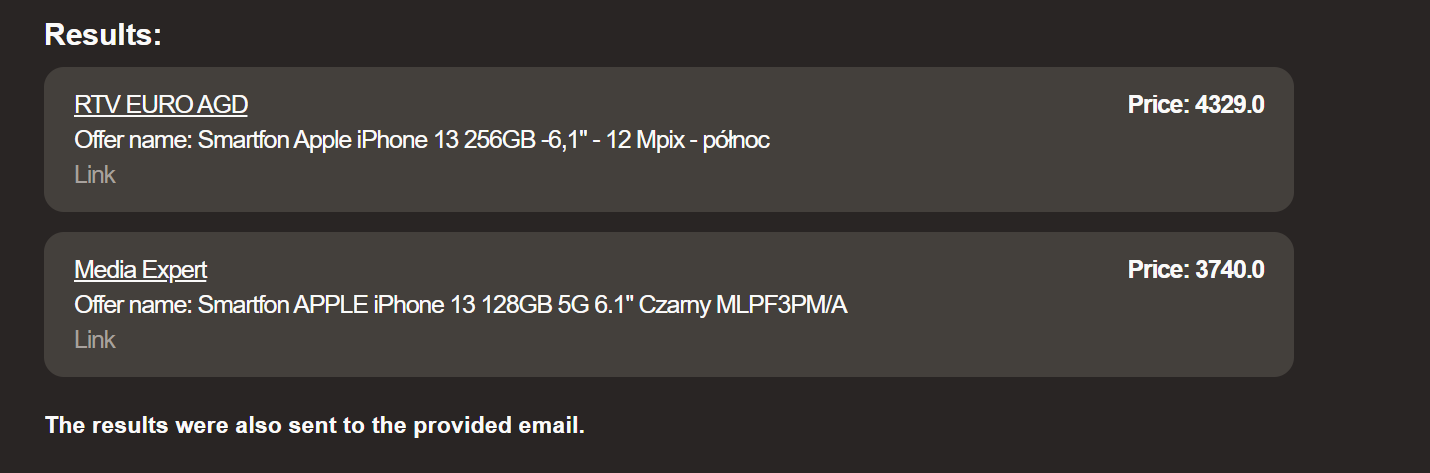 Results:
RTV EURO AGD
Price: 4329.0
Offer name: Smartfon Apple iPhone 13 256GB -6,1" - 12 Mpix - północ
Link
Media Expert
Price: 3740.0
Offer name: Smartfon APPLE iPhone 13 128GB 5G 6.1" Czarny MLPF3PM/A
Link
The results were also sent to the provided email.